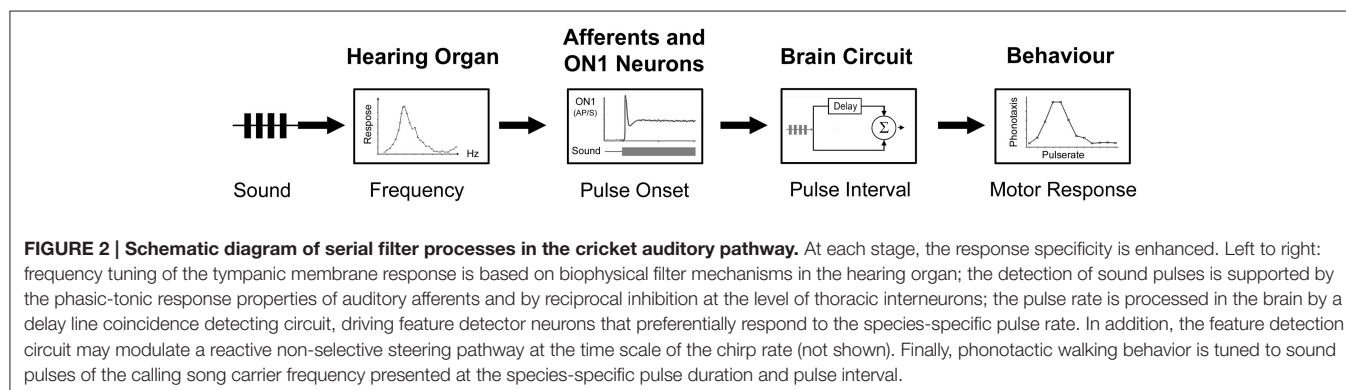 Hearing Organ
Afferents and
ON1 Neurons
Brain Circuit
Behaviour
Respose
Hz
ON1
(AP/S)
Sound
Delay
Σ
Phonotaxis
Pulserate
Sound
Frequency
Pulse Onset
Pulse Interval
Motor Response
FIGURE 2 | Schematic diagram of serial filter processes in the cricket auditory pathway. At each stage, the response specificity is enhanced. Left to right:
frequency tuning of the tympanic membrane response is based on biophysical filter mechanisms in the hearing organ; the detection of sound pulses is supported by
the phasic-tonic response properties of auditory afferents and by reciprocal inhibition at the level of thoracic interneurons; the pulse rate is processed in the brain by a
delay line coincidence detecting circuit, driving feature detector neurons that preferentially respond to the species-specific pulse rate. In addition, the feature detection
circuit may modulate a reactive non-selective steering pathway at the time scale of the chirp rate (not shown). Finally, phonotactic walking behavior is tuned to sound
pulses of the calling song carrier frequency presented at the species-specific pulse duration and pulse interval.